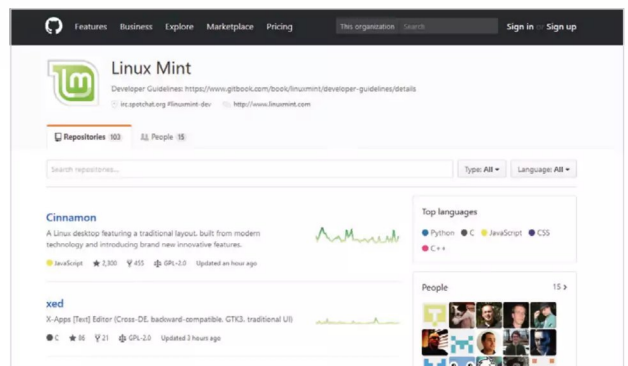 Features Business Explore Marketplace Pricing This organization Search Sign in or Sign up
Linux Mint
Developer Guidelines: https://www.gitbook.com/book/linuxmint/developer-guidelines/details
irc.spotchat.org #linuxmint-dev http://www.linuxmint.com
Repositories 103 People 15
Search repositories... Type: All Language: All
Cinnamon
A Linux desktop featuring a traditional layout, built from modern
technology and introducing brand new innovative features.
JavaScript 2,300 455 GPL-2.0 Updated an hour ago
xed
X-Apps [Text] Editor (Cross-DE, backward-compatible, GTK3, traditional UI)
C 86 21 GPL-2.0 Updated 3 hours ago
Top languages
Python C JavaScript CSS
C++
People 15